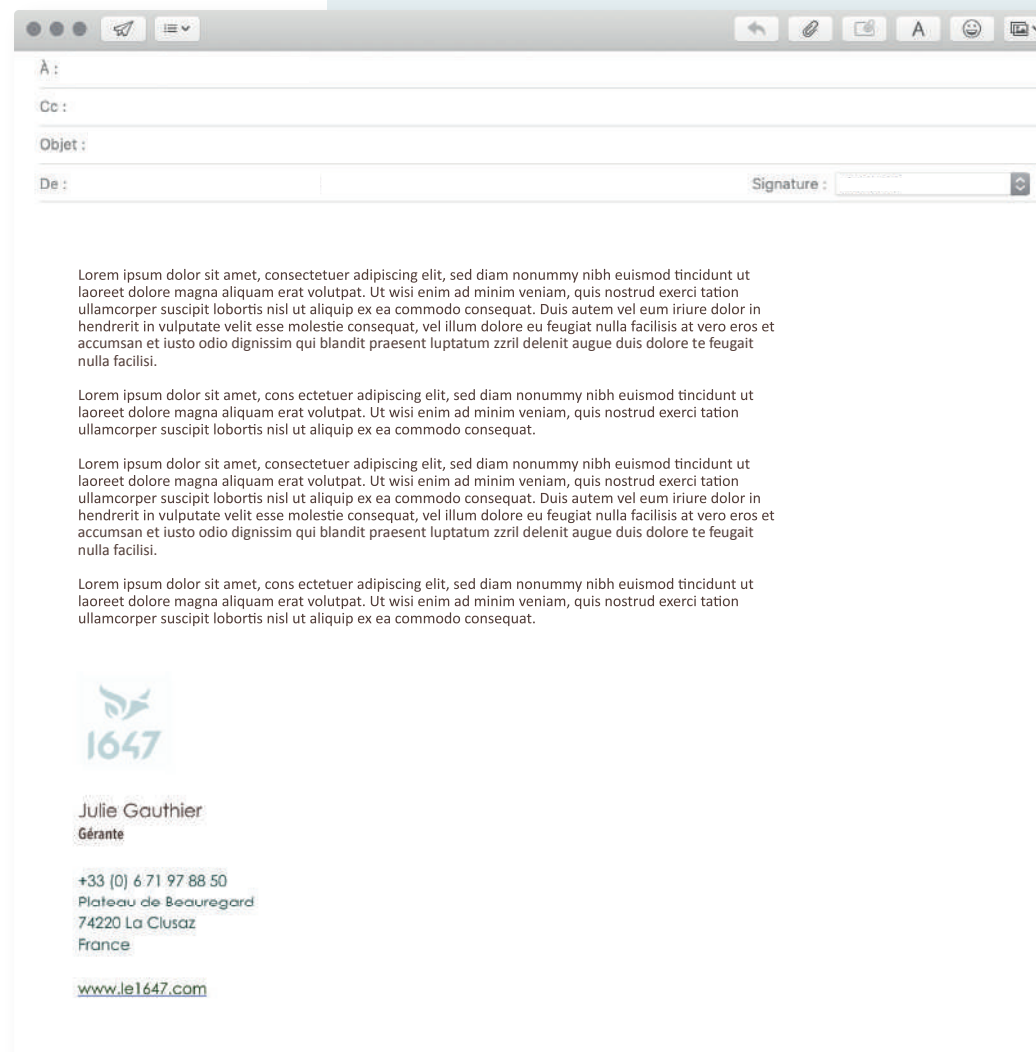 À :
Cc :
Objet :
De :
Signature :
Lorem ipsum dolor sit amet, consectetuer adipiscing elit, sed diam nonummy nibh euismod tincidunt ut
laoreet dolore magna aliquam erat volutpat. Ut wisi enim ad minim veniam, quis nostrud exerci tation
ullamcorper suscipit lobortis nisl ut aliquip ex ea commodo consequat. Duis autem vel eum iriure dolor in
hendrerit in vulputate velit esse molestie consequat, vel illum dolore eu feugiat nulla facilisis at vero eros et
accumsan et iusto odio dignissim qui blandit praesent luptatum zzril delenit augue duis dolore te feugait
nulla facilisi.
Lorem ipsum dolor sit amet, cons ectetuer adipiscing elit, sed diam nonummy nibh euismod tincidunt ut
laoreet dolore magna aliquam erat volutpat. Ut wisi enim ad minim veniam, quis nostrud exerci tation
ullamcorper suscipit lobortis nisl ut aliquip ex ea commodo consequat.
Lorem ipsum dolor sit amet, consectetuer adipiscing elit, sed diam nonummy nibh euismod tincidunt ut
laoreet dolore magna aliquam erat volutpat. Ut wisi enim ad minim veniam, quis nostrud exerci tation
ullamcorper suscipit lobortis nisl ut aliquip ex ea commodo consequat. Duis autem vel eum iriure dolor in
hendrerit in vulputate velit esse molestie consequat, vel illum dolore eu feugiat nulla facilisis at vero eros et
accumsan et iusto odio dignissim qui blandit praesent luptatum zzril delenit augue duis dolore te feugait
nulla facilisi.
Lorem ipsum dolor sit amet, cons ectetuer adipiscing elit, sed diam nonummy nibh euismod tincidunt ut
laoreet dolore magna aliquam erat volutpat. Ut wisi enim ad minim veniam, quis nostrud exerci tation
ullamcorper suscipit lobortis nisl ut aliquip ex ea commodo consequat.
1647
Julie Gauthier
Gérante
+33 (0) 6 71 97 88 50
Plateau de Beauregard
74220 La Clusaz
France
www.le1647.com